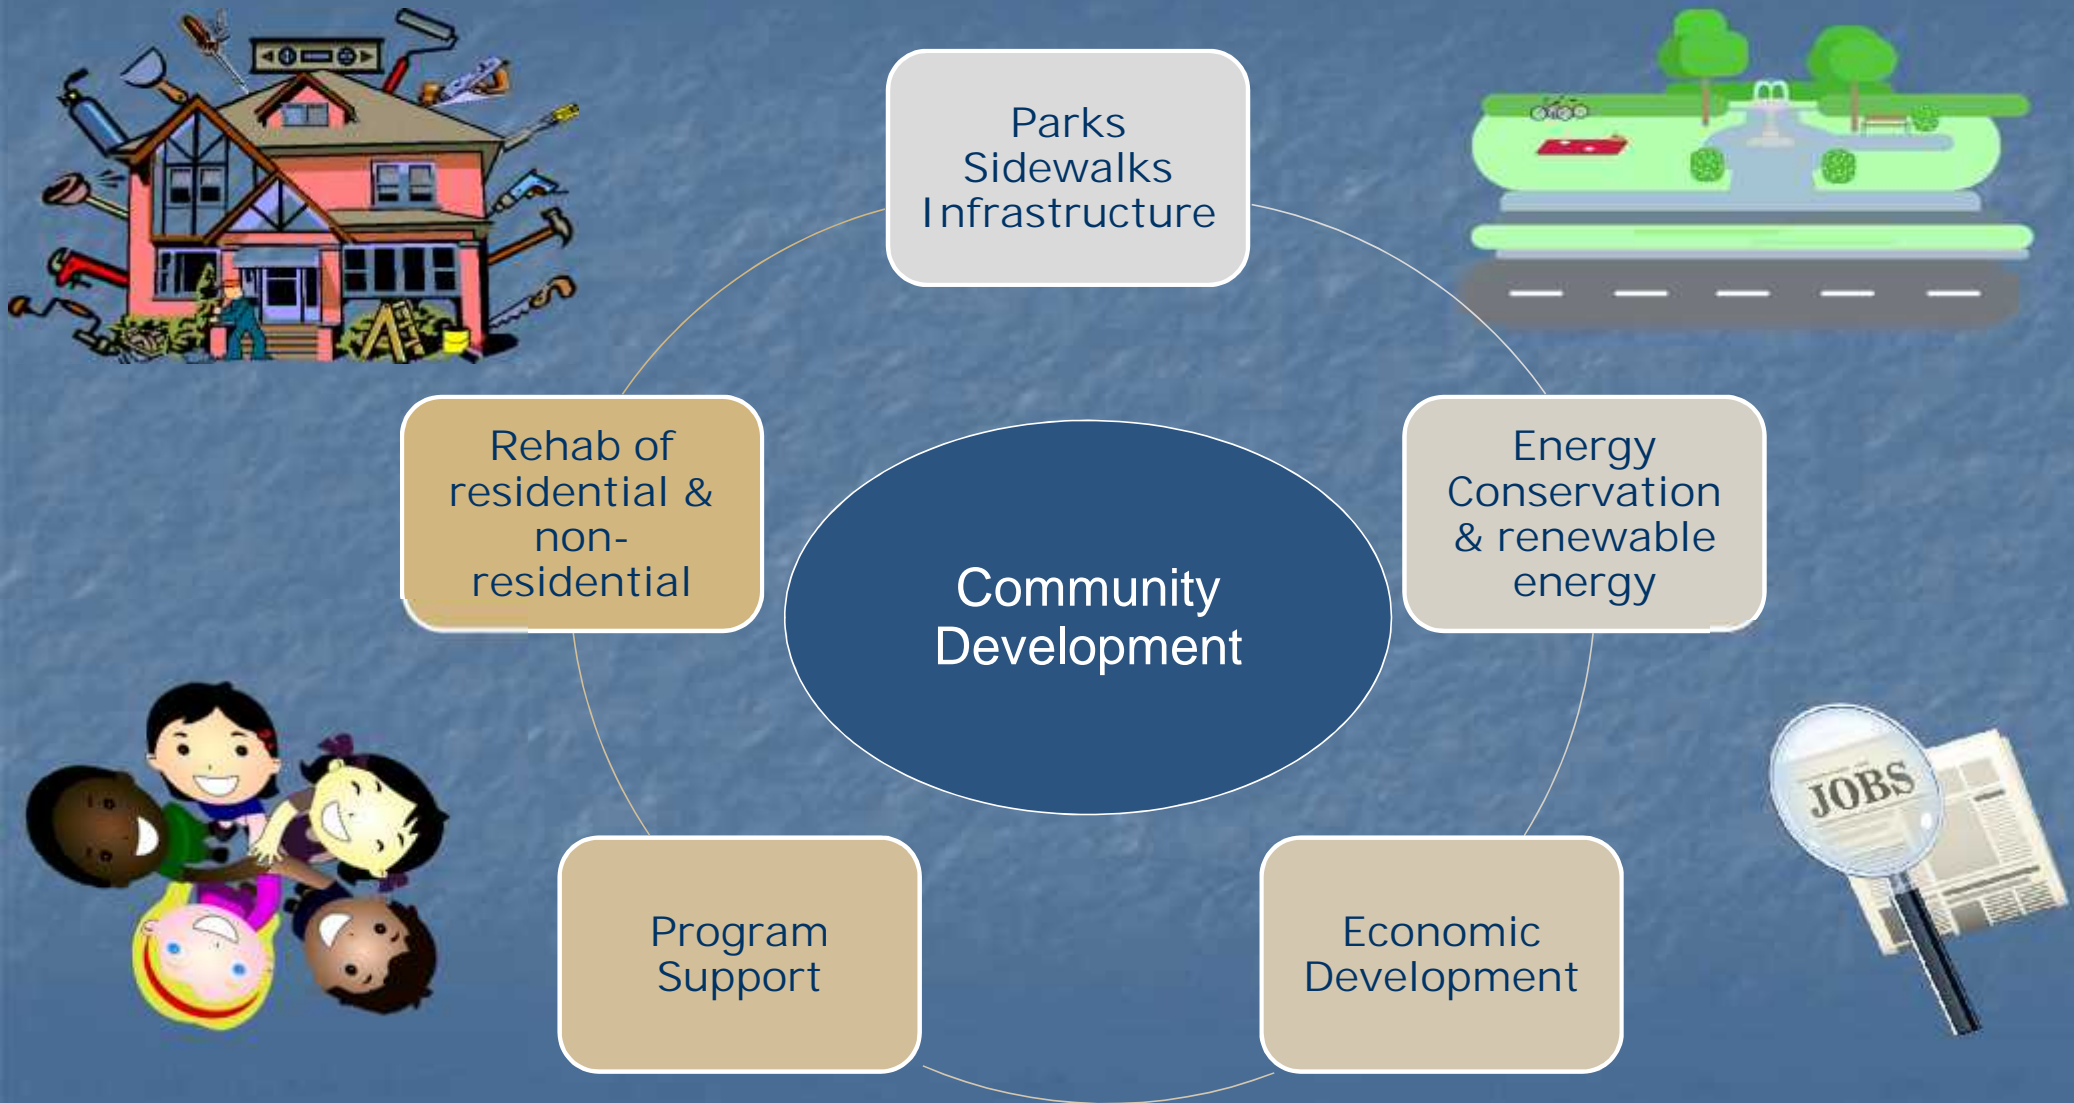 Parks
Sidewalks
Infrastructure
Rehab of
residential &
non-
residential
Energy
Conservation
& renewable
energy
Community
Development
Program
Support
Economic
Development
JOBS